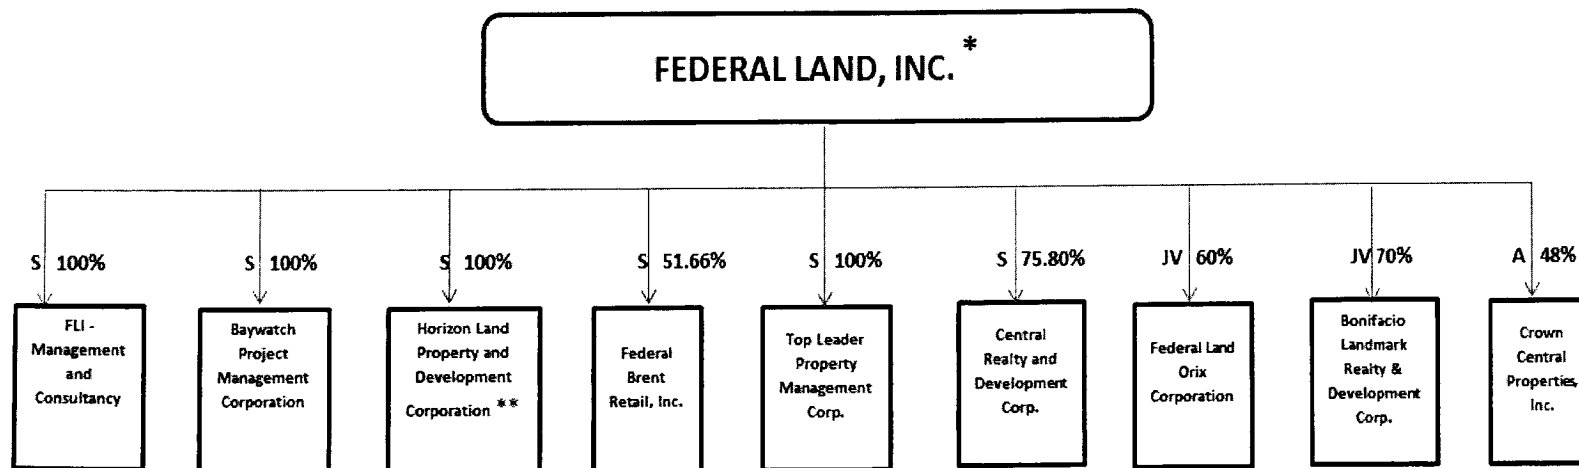 FEDERAL LAND, INC. *
S 100%
S 100%
S 100%
S 51.66%
S 100%
S 75.80%
JV 60%
JV 70%
A 48%
FLI -
Management
and
Consultancy
Baywatch
Project
Management
Corporation
Horizon Land
Property and
Development
Corporation **
Federal
Brent
Retail, Inc.
Top Leader
Property
Management
Corp.
Central
Realty and
Development
Corp.
Federal Land
Orix
Corporation
Bonifacio
Landmark
Realty &
Development
Corp.
Crown
Central
Properties,
Inc.